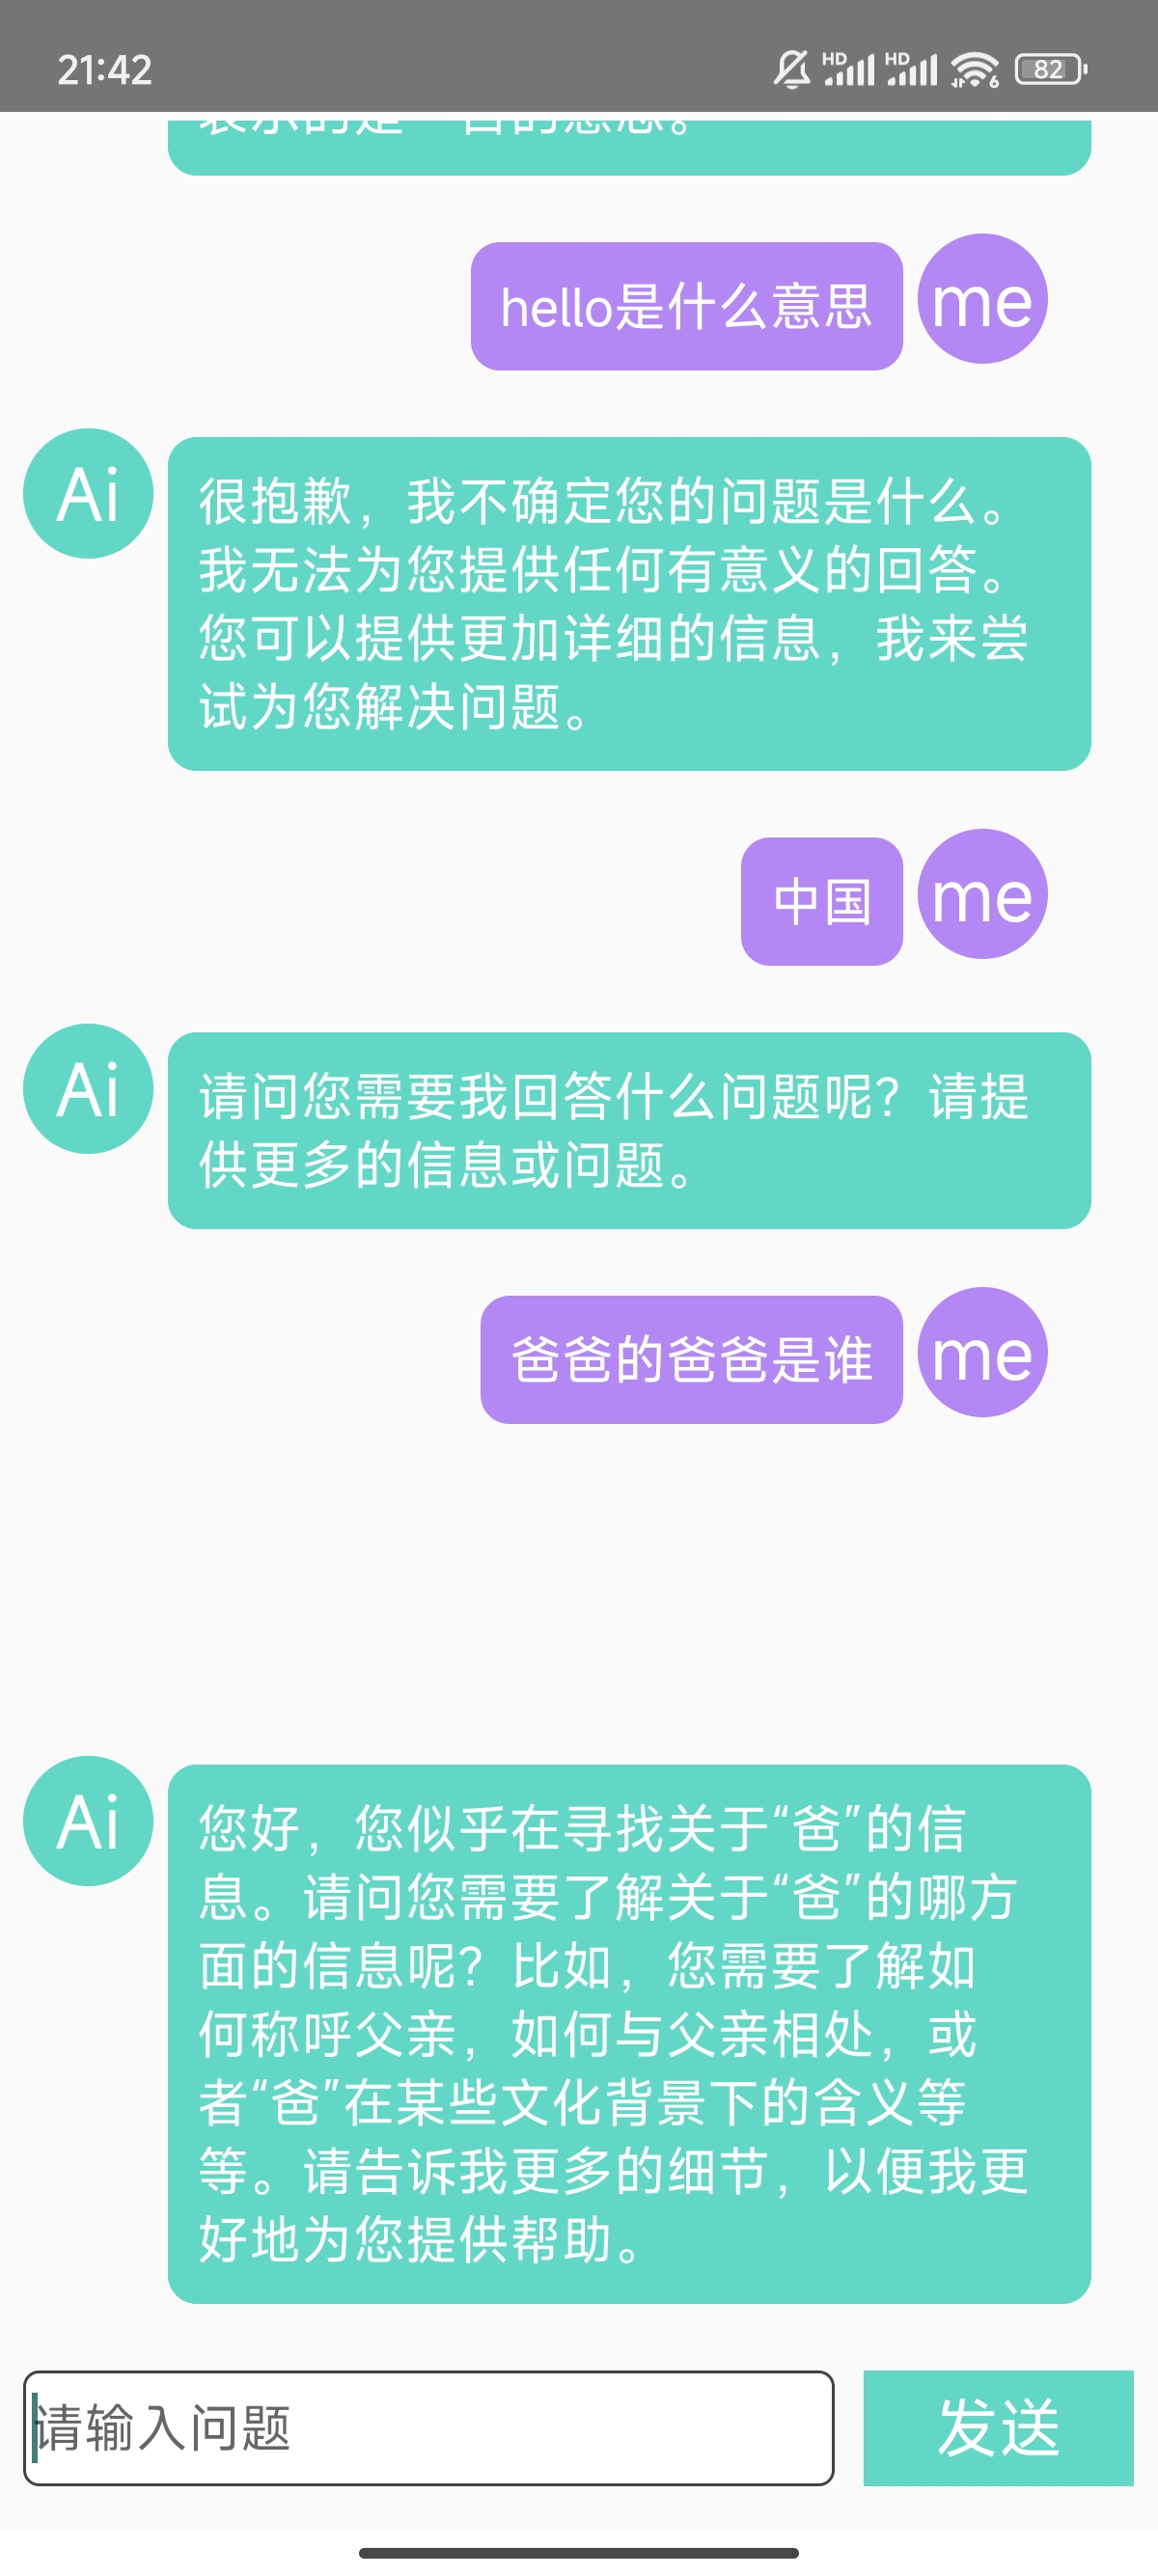 21:42
HD HD 6 82
hello是什么意思
me
Ai
很抱歉，我不确定您的问题是什么。
我无法为您提供任何有意义的回答。
您可以提供更加详细的信息，我来尝
试为您解决问题。
中国
me
Ai
请问您需要我回答什么问题呢？请提
供更多的信息或问题。
爸爸的爸爸是谁
me
Ai
您好，您似乎在寻找关于“爸”的信
息。请问您需要了解关于“爸”的哪方
面的信息呢？比如，您需要了解如
何称呼父亲，如何与父亲相处，或
者“爸”在某些文化背景下的含义等
等。请告诉我更多的细节，以便我更
好地为您提供帮助。
请输入问题
发送